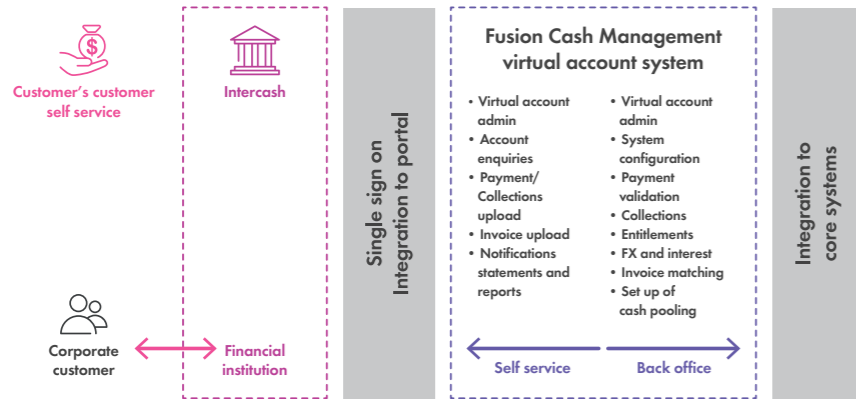 $
Customer's customer
self service
Corporate
customer
Intercash
Financial
institution
Single sign on
Integration to portal
Fusion Cash Management
virtual account system
• Virtual account
admin
• Account
enquiries
• Payment/
Collections
upload
• Invoice upload
• Notifications
statements and
reports
• Virtual account
admin
• System
configuration
• Payment
validation
• Collections
• Entitlements
• FX and interest
• Invoice matching
• Set up of
cash pooling
Self service
Back office
Integration to
core systems